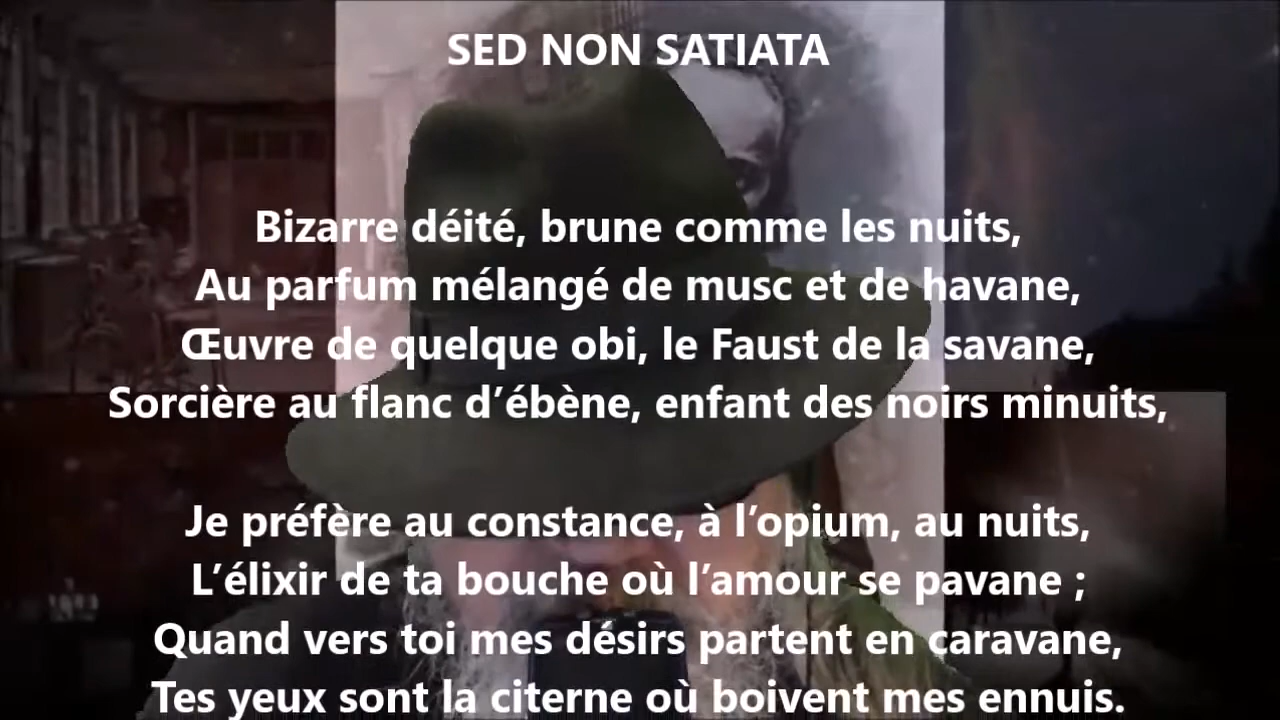 SED NON SATIATA
Bizarre déité, brune comme les nuits,
Au parfum mélangé de musc et de havane,
Œuvre de quelque obi, le Faust de la savane,
Sorcière au flanc d’ébène, enfant des noirs minuits,
Je préfère au constance, à l’opium, au nuits,
L’élixir de ta bouche où l’amour se pavane ;
Quand vers toi mes désirs partent en caravane,
Tes yeux sont la citerne où boivent mes ennuis.